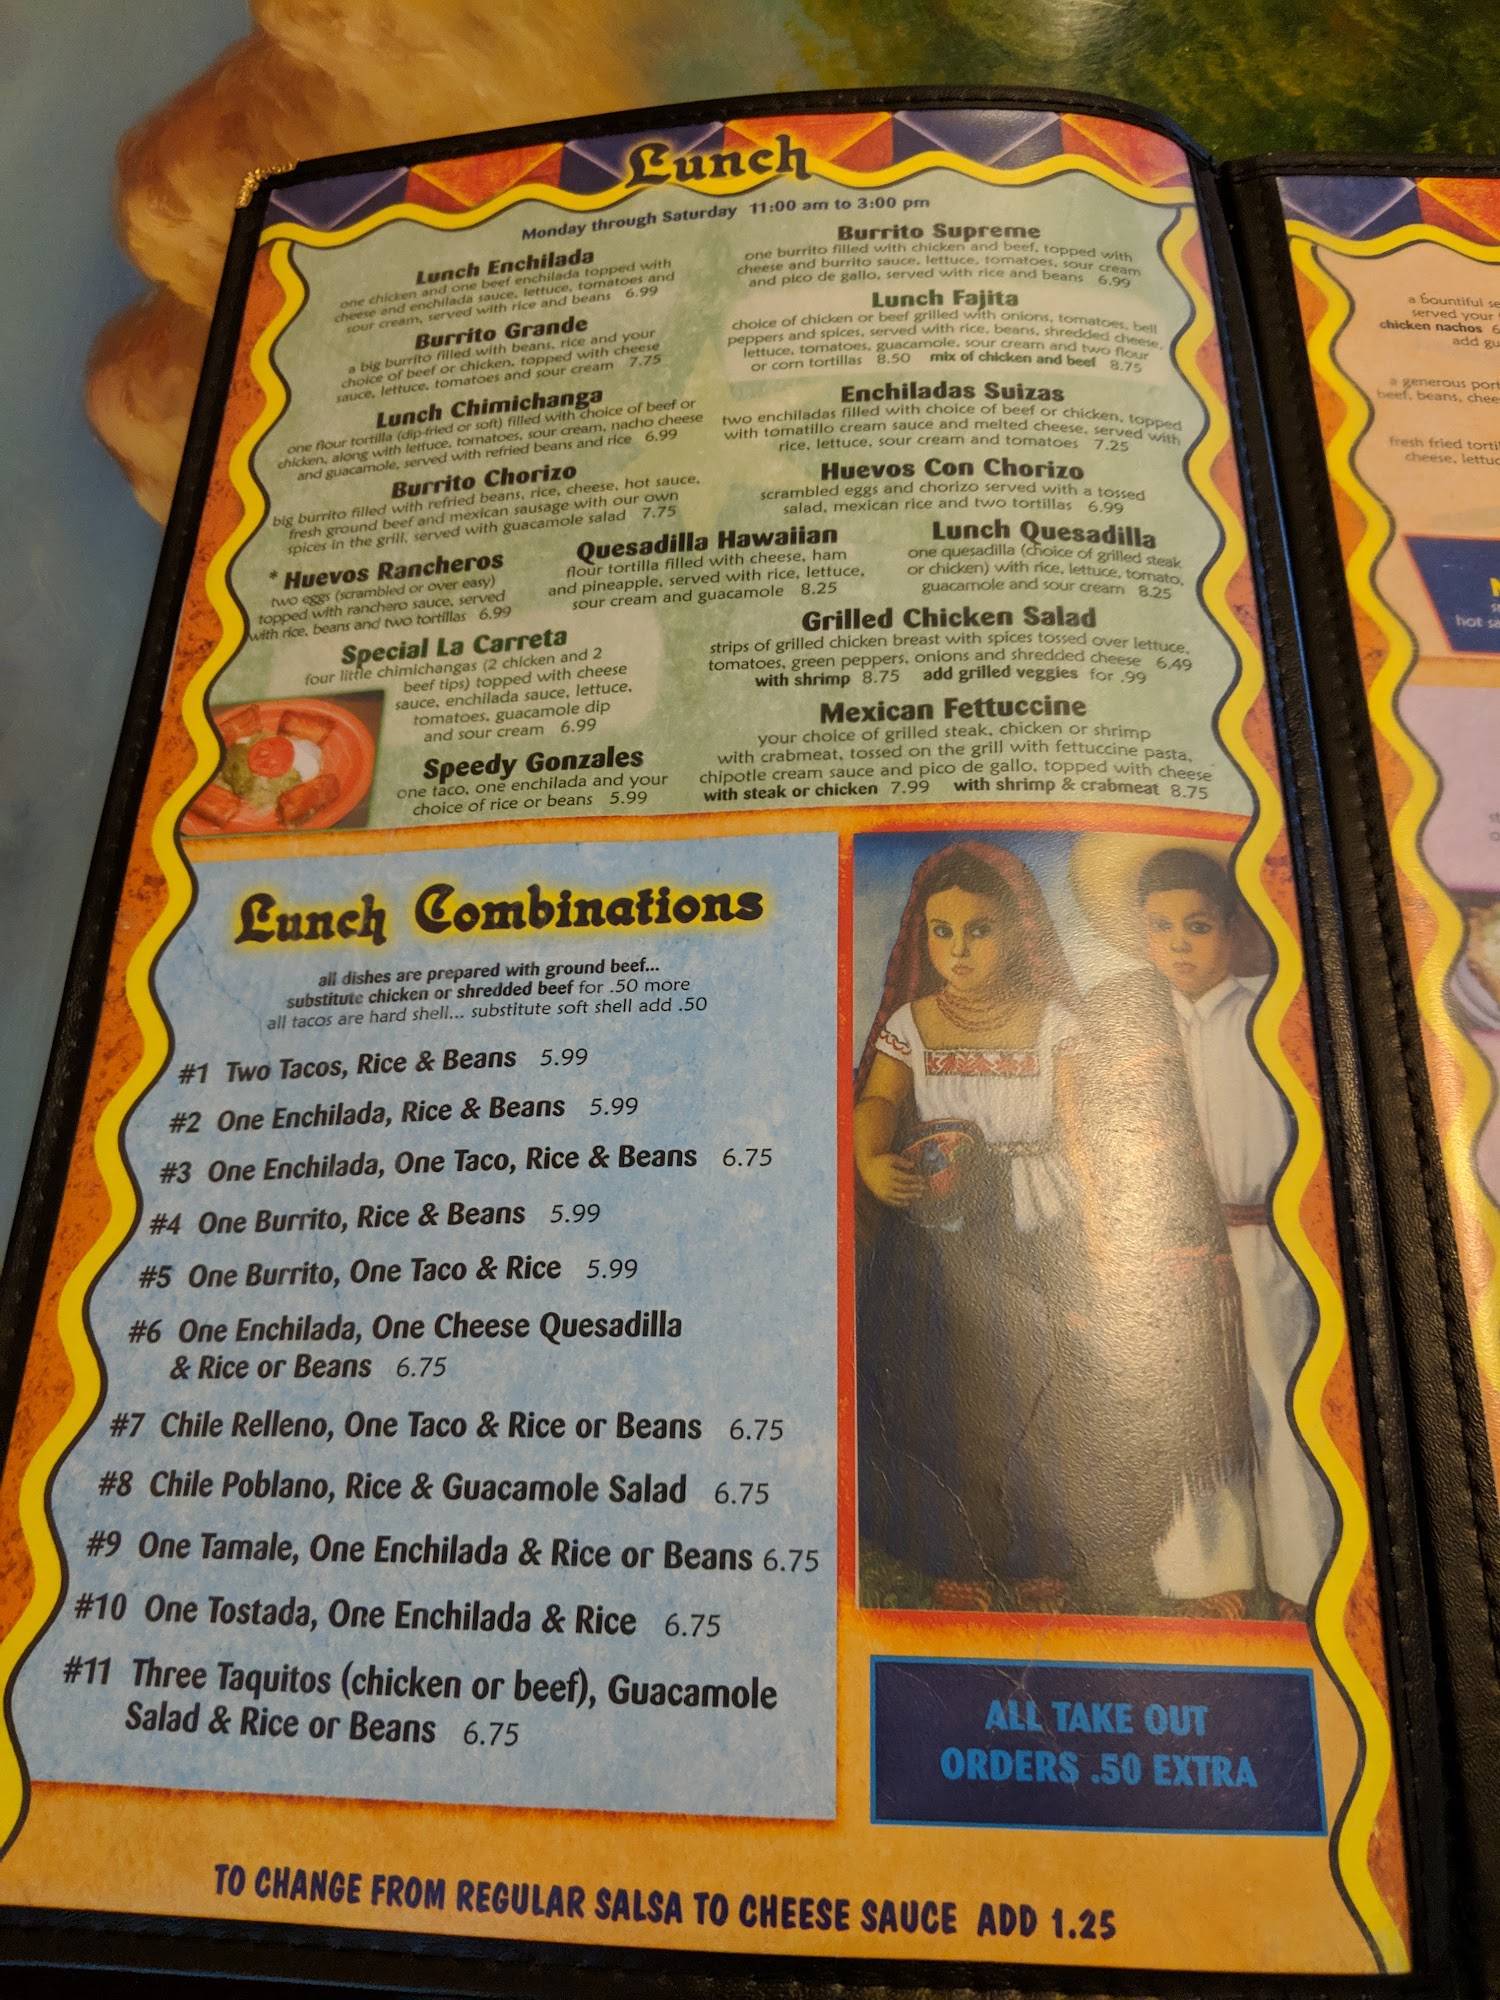 Lunch
Monday through Saturday 11:00 am to 3:00 pm
Lunch Enchilada
one chicken and one beef enchilada topped with
cheese and enchilada sauce, lettuce, tomatoes and
sour cream, served with rice and beans 6.99
Burrito Grande
a big burrito filled with beans, rice and your
choice of beef or chicken, topped with cheese
sauce, lettuce, tomatoes and sour cream 7.75
Lunch Chimichanga
one flour tortilla (dip-fried or soft) filled with choice of beef or
chicken, along with lettuce, tomatoes, sour cream, nacho cheese
and guacamole, served with refried beans and rice 6.99
Burrito Chorizo
big burrito filled with refried beans, rice, cheese, hot sauce,
fresh ground beef and mexican sausage with our own
spices in the grill, served with guacamole salad 7.75
* Huevos Rancheros
two eggs (scrambled or over easy)
topped with ranchero sauce, served
with rice, beans and two tortillas 6.99
Quesadilla Hawaiian
flour tortilla filled with cheese, ham
and pineapple, served with rice, lettuce,
sour cream and guacamole 8.25
Special La Carreta
four little chimichangas (2 chicken and 2
beef tips) topped with cheese
sauce, enchilada sauce, lettuce,
tomatoes, guacamole dip
and sour cream 6.99
Speedy Gonzales
one taco, one enchilada and your
choice of rice or beans 5.99
Burrito Supreme
one burrito filled with chicken and beef, topped with
cheese and burrito sauce, lettuce, tomatoes, sour cream
and pico de gallo, served with rice and beans 6.99
Lunch Fajita
choice of chicken or beef grilled with onions, tomatoes, bell
peppers and spices, served with rice, beans, shredded cheese,
lettuce, tomatoes, guacamole, sour cream and two flour
or corn tortillas 8.50 mix of chicken and beef 8.75
Enchiladas Suizas
two enchiladas filled with choice of beef or chicken, topped
with tomatillo cream sauce and melted cheese, served with
rice, lettuce, sour cream and tomatoes 7.25
Huevos Con Chorizo
scrambled eggs and chorizo served with a tossed
salad, mexican rice and two tortillas 6.99
Lunch Quesadilla
one quesadilla (choice of grilled steak
or chicken) with rice, lettuce, tomato,
guacamole and sour cream 8.25
Grilled Chicken Salad
strips of grilled chicken breast with spices tossed over lettuce,
tomatoes, green peppers, onions and shredded cheese 6.49
with shrimp 8.75 add grilled veggies for .99
Mexican Fettuccine
your choice of grilled steak, chicken or shrimp
with crabmeat, tossed on the grill with fettuccine pasta,
chipotle cream sauce and pico de gallo, topped with cheese
with steak or chicken 7.99 with shrimp & crabmeat 8.75
Lunch Combinations
all dishes are prepared with ground beef...
substitute chicken or shredded beef for .50 more
all tacos are hard shell... substitute soft shell add .50
#1 Two Tacos, Rice & Beans 5.99
#2 One Enchilada, Rice & Beans 5.99
#3 One Enchilada, One Taco, Rice & Beans 6.75
#4 One Burrito, Rice & Beans 5.99
#5 One Burrito, One Taco & Rice 5.99
#6 One Enchilada, One Cheese Quesadilla
& Rice or Beans 6.75
#7 Chile Relleno, One Taco & Rice or Beans 6.75
#8 Chile Poblano, Rice & Guacamole Salad 6.75
#9 One Tamale, One Enchilada & Rice or Beans 6.75
#10 One Tostada, One Enchilada & Rice 6.75
#11 Three Taquitos (chicken or beef), Guacamole
Salad & Rice or Beans 6.75
ALL TAKE OUT
ORDERS .50 EXTRA
TO CHANGE FROM REGULAR SALSA TO CHEESE SAUCE ADD 1.25
a bountiful
served your
chicken nachos
add
a generous
beef, beans,
fresh fried
cheese,
hot